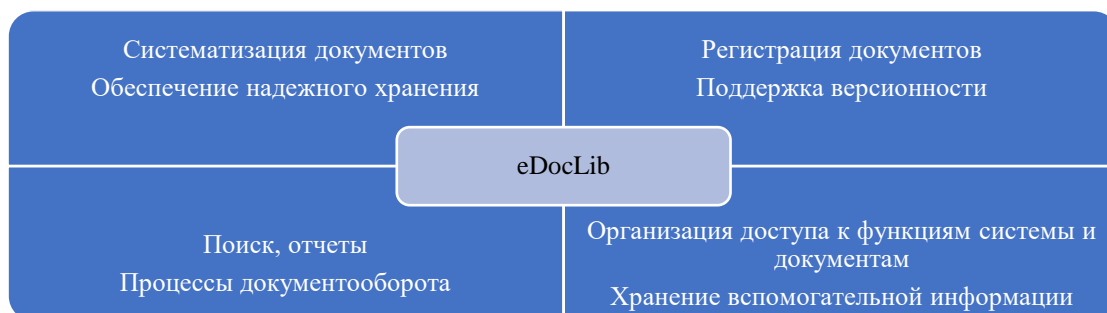 Систематизация документов
Обеспечение надежного хранения
Регистрация документов
Поддержка версионности
eDocLib
Поиск, отчеты
Процессы документооборота
Организация доступа к функциям системы и
документам
Хранение вспомогательной информации